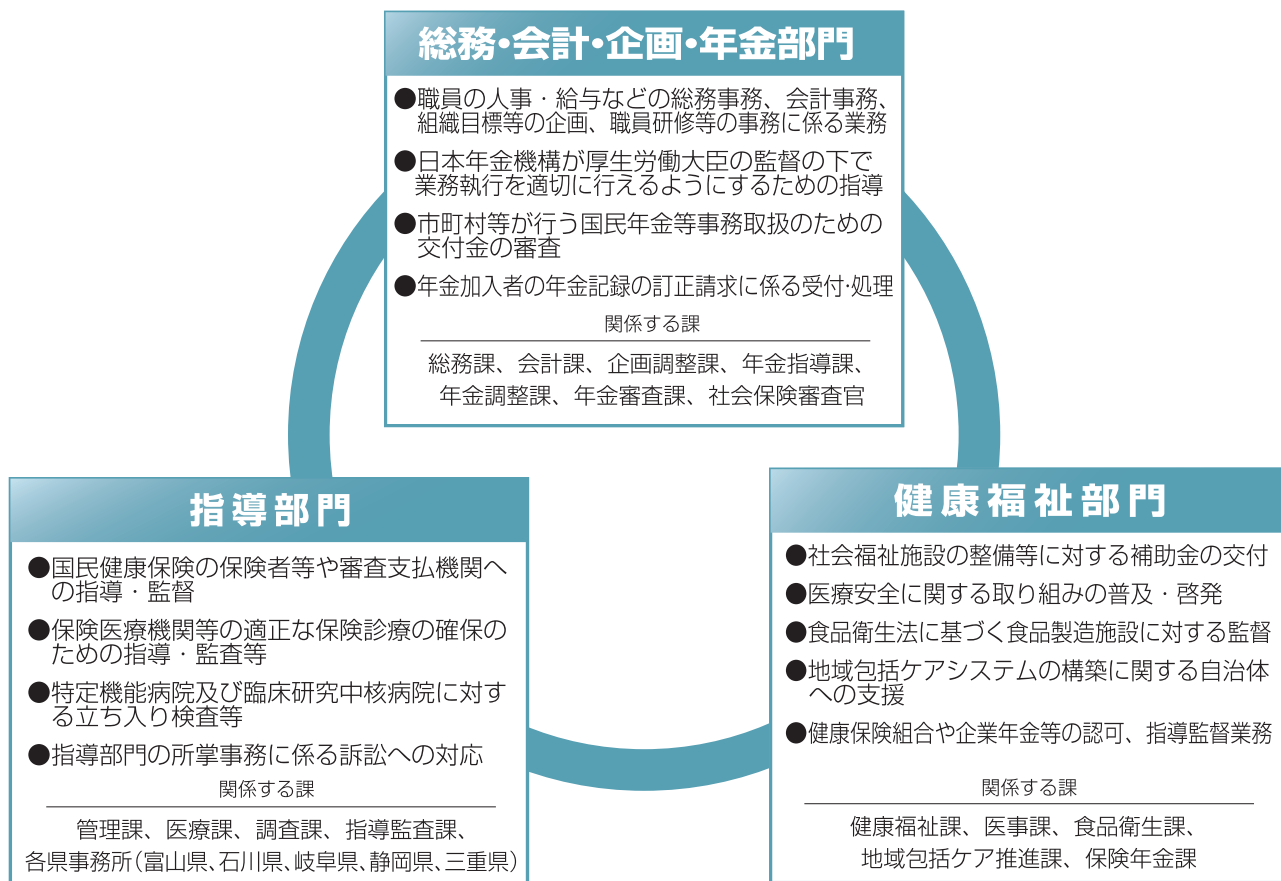 総務・会計・企画・年金部門
●職員の人事・給与などの総務事務、会計事務、
組織目標等の企画、職員研修等の事務に係る業務
●日本年金機構が厚生労働大臣の監督の下で
業務執行を適切に行えるようにするための指導
●市町村等が行う国民年金等事務取扱のための
交付金の審査
●年金加入者の年金記録の訂正請求に係る受付・処理
関係する課
総務課、会計課、企画調整課、年金指導課、
年金調整課、年金審査課、社会保険審査官
指導部門
●国民健康保険の保険者等や審査支払機関へ
の指導・監督
●保険医療機関等の適正な保険診療の確保の
ための指導・監査等
●特定機能病院及び臨床研究中核病院に対す
る立ち入り検査等
●指導部門の所掌事務に係る訴訟への対応
関係する課
管理課、医療課、調査課、指導監査課、
各県事務所(富山県、石川県、岐阜県、静岡県、三重県)
健康福祉部門
●社会福祉施設の整備等に対する補助金の交付
●医療安全に関する取り組みの普及・啓発
●食品衛生法に基づく食品製造施設に対する監督
●地域包括ケアシステムの構築に関する自治体
への支援
●健康保険組合や企業年金等の認可、指導監督業務
関係する課
健康福祉課、医事課、食品衛生課、
地域包括ケア推進課、保険年金課